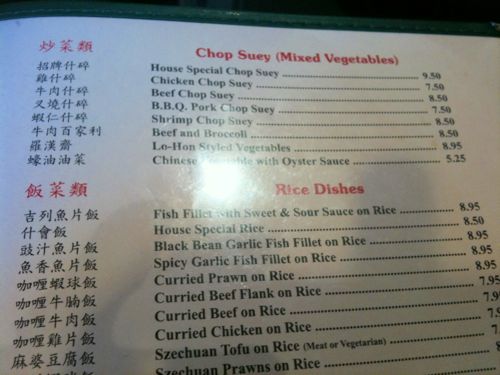 炒菜類 Chop Suey (Mixed Vegetables)
招牌什碎 House Special Chop Suey 9.50
雞什碎 Chicken Chop Suey 7.50
牛肉什碎 Beef Chop Suey 8.50
叉燒什碎 B.B.Q. Pork Chop Suey 7.50
蝦仁什碎 Shrimp Chop Suey 8.50
牛肉百家利 Beef and Broccoli 8.50
羅漢齋 Lo-Hon Styled Vegetables 8.95
蠔油油菜 Chinese Vegetable with Oyster Sauce 5.25
飯菜類 Rice Dishes
吉列魚片飯 Fish Fillet with Sweet & Sour Sauce on Rice 8.95
什會飯 House Special Rice 8.50
豉汁魚片飯 Black Bean Garlic Fish Fillet on Rice 8.95
魚香魚片飯 Spicy Garlic Fish Fillet on Rice 8.95
咖喱蝦球飯 Curried Prawn on Rice 8.95
咖喱牛腩飯 Curried Beef Flank on Rice 7.95
咖喱牛肉飯 Curried Beef on Rice
咖喱雞片飯 Curried Chicken on Rice
麻婆豆腐飯 Szechuan Tofu on Rice (Meat or Vegetarian)
Szechuan Prawns on Rice